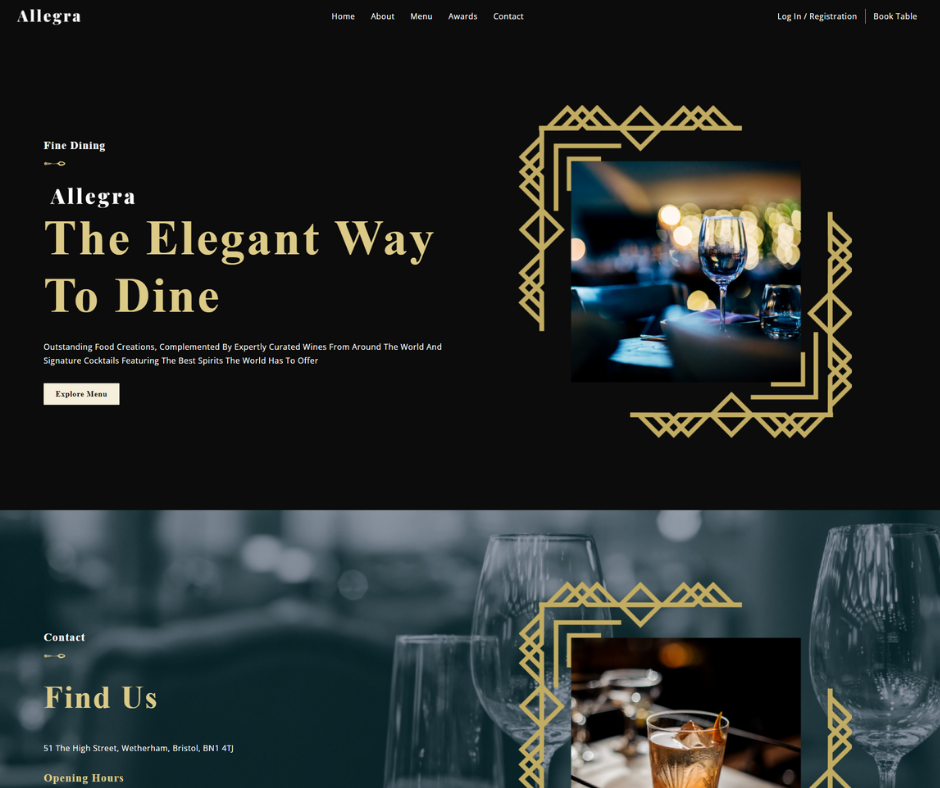 Allegra
Home About Menu Awards Contact
Log In / Registration Book Table
Fine Dining
Allegra
The Elegant Way
To Dine
Outstanding Food Creations, Complemented By Expertly Curated Wines From Around The World And
Signature Cocktails Featuring The Best Spirits The World Has To Offer
Explore Menu
Contact
Find Us
51 The High Street, Wetherham, Bristol, BN1 4TJ
Opening Hours